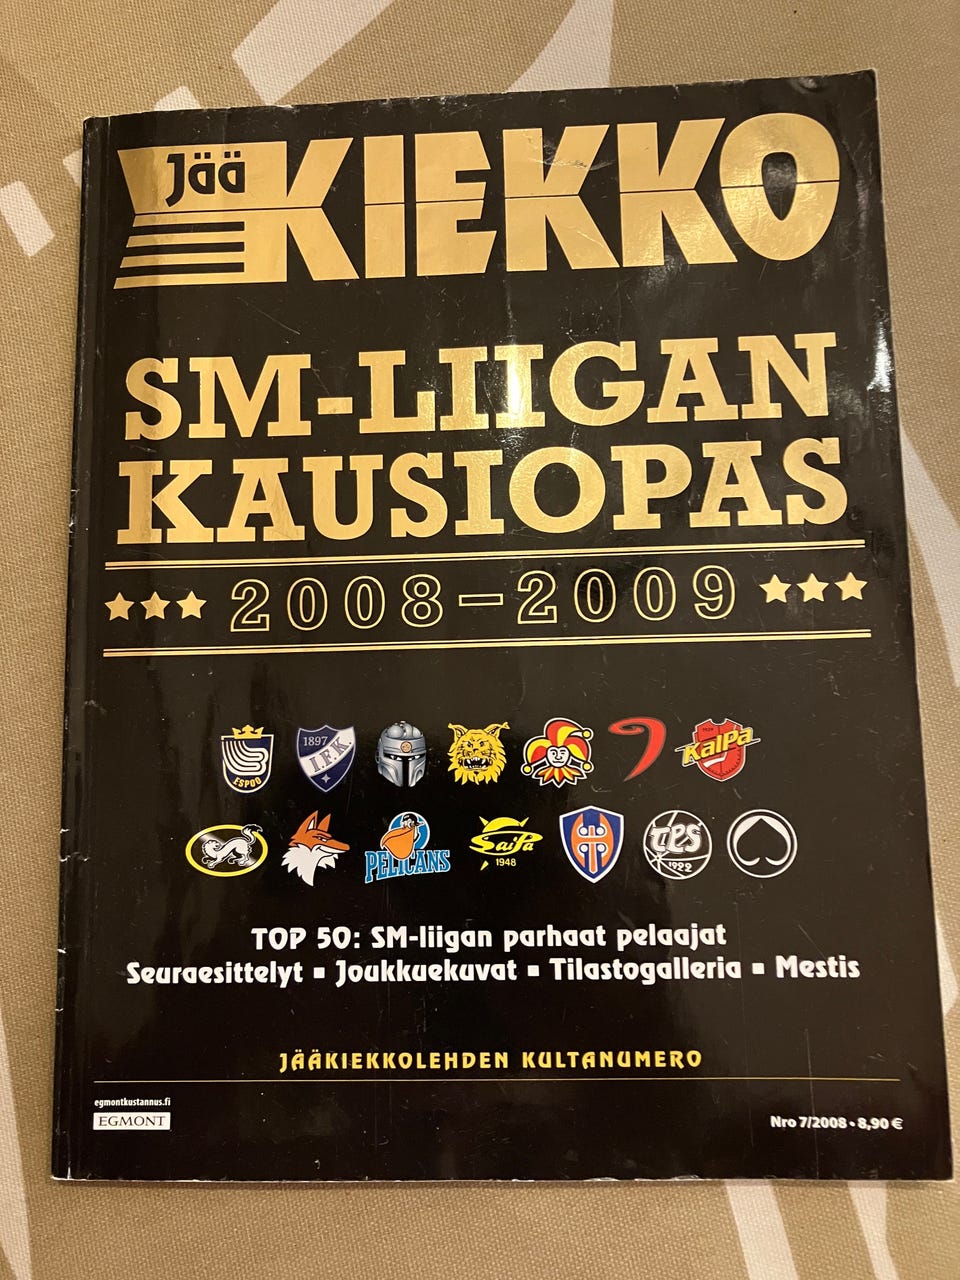 Jää
KIEKKO
SM-LIIGAN
KAUSIOPAS
2008-2009
ESPOO
1897
I.F.K.
KalPa
PELICANS
SaiPa
1948
TPS
1922
TOP 50: SM-liigan parhaat pelaajat
Seuraesittelyt ▪ Joukkuekuvat ▪ Tilastogalleria ▪ Mestis
JÄÄKIEKKOLEHDEN KULTANUMERO
egmontkustannus.fi
EGMONT
Nro 7/2008 • 8,90 €